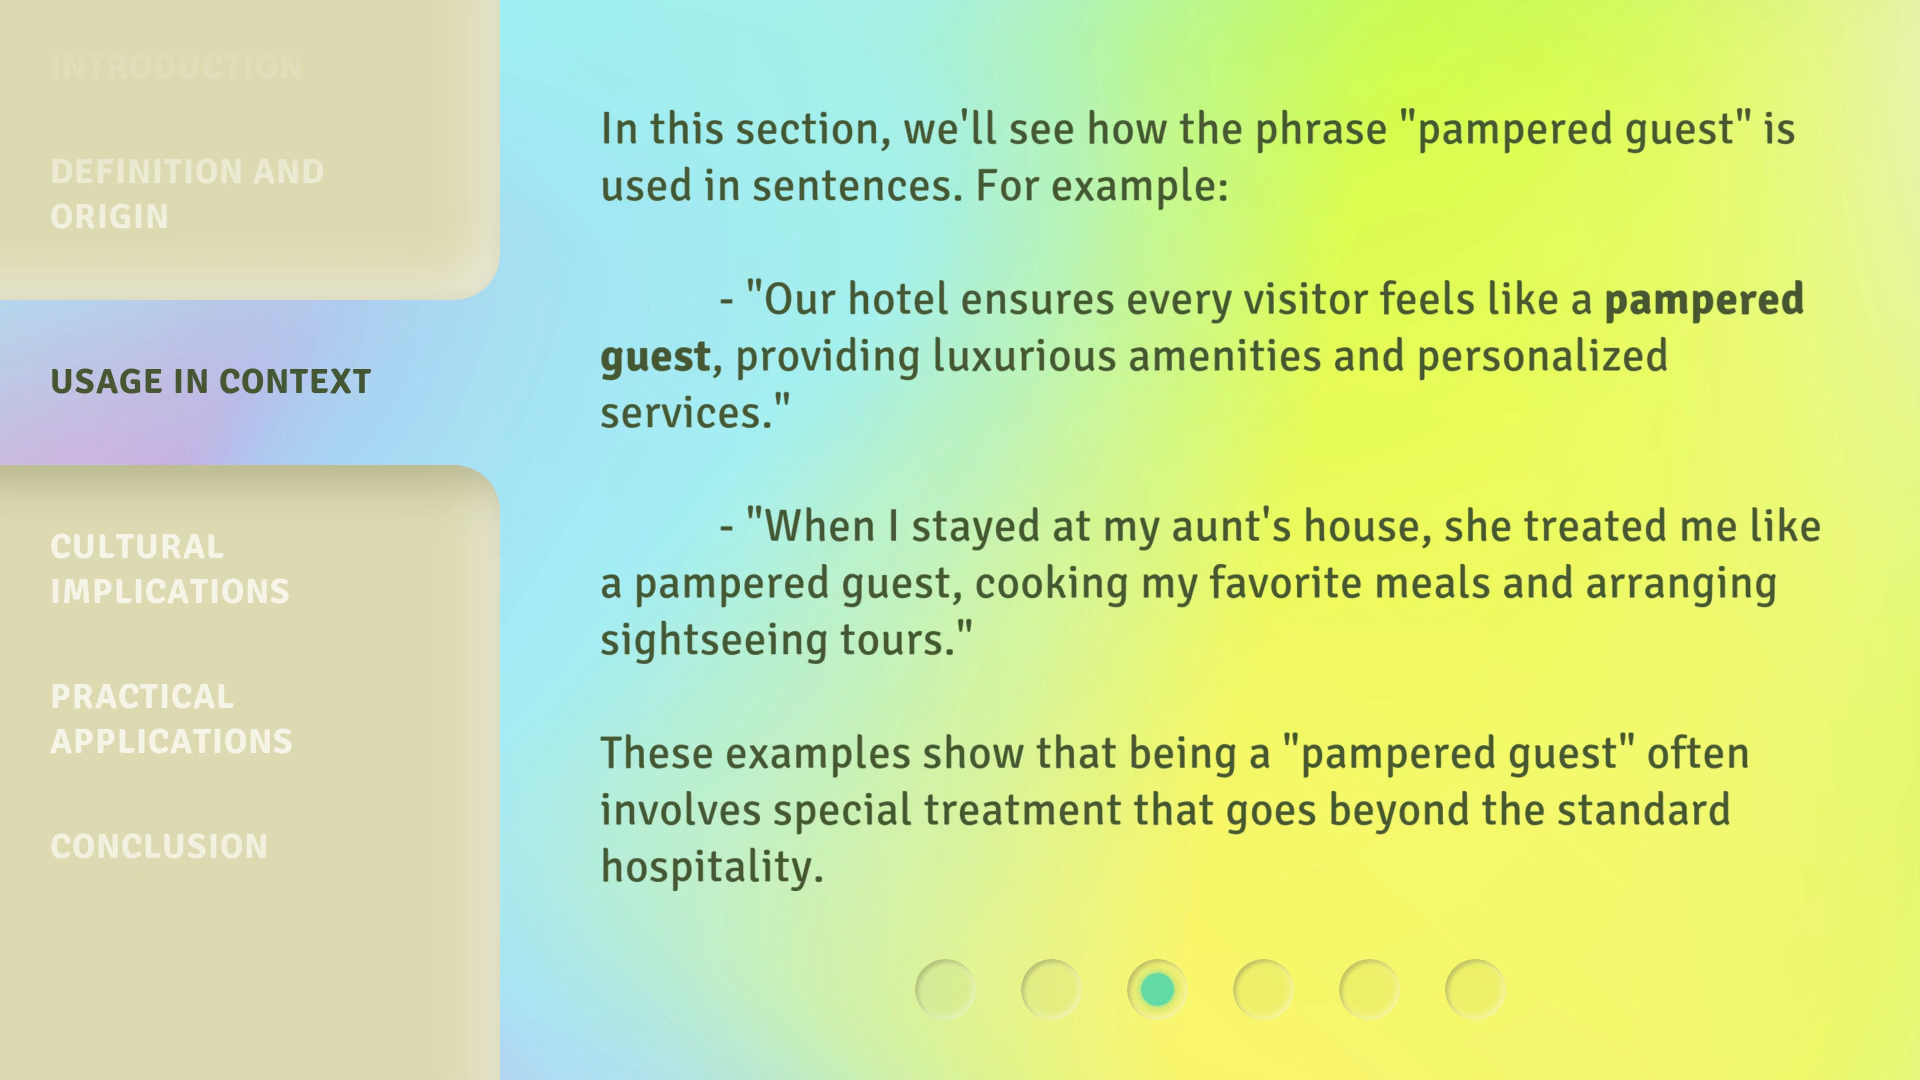 INTRODUCTION
DEFINITION AND
ORIGIN
USAGE IN CONTEXT
CULTURAL
IMPLICATIONS
PRACTICAL
APPLICATIONS
CONCLUSION
In this section, we'll see how the phrase "pampered guest" is
used in sentences. For example:
- "Our hotel ensures every visitor feels like a pampered
guest, providing luxurious amenities and personalized
services."
- "When I stayed at my aunt's house, she treated me like
a pampered guest, cooking my favorite meals and arranging
sightseeing tours."
These examples show that being a "pampered guest" often
involves special treatment that goes beyond the standard
hospitality.